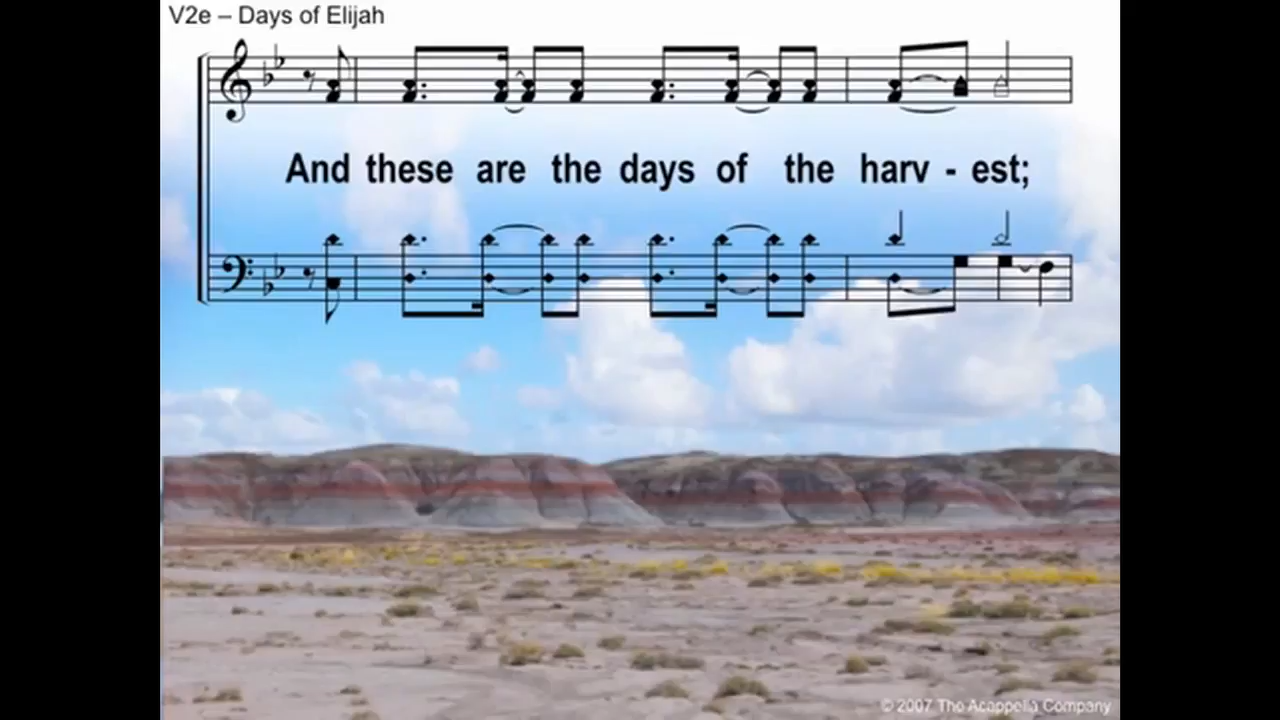 V2e – Days of Elijah
And these are the days of the harv - est;
© 2007 The Acappella Company